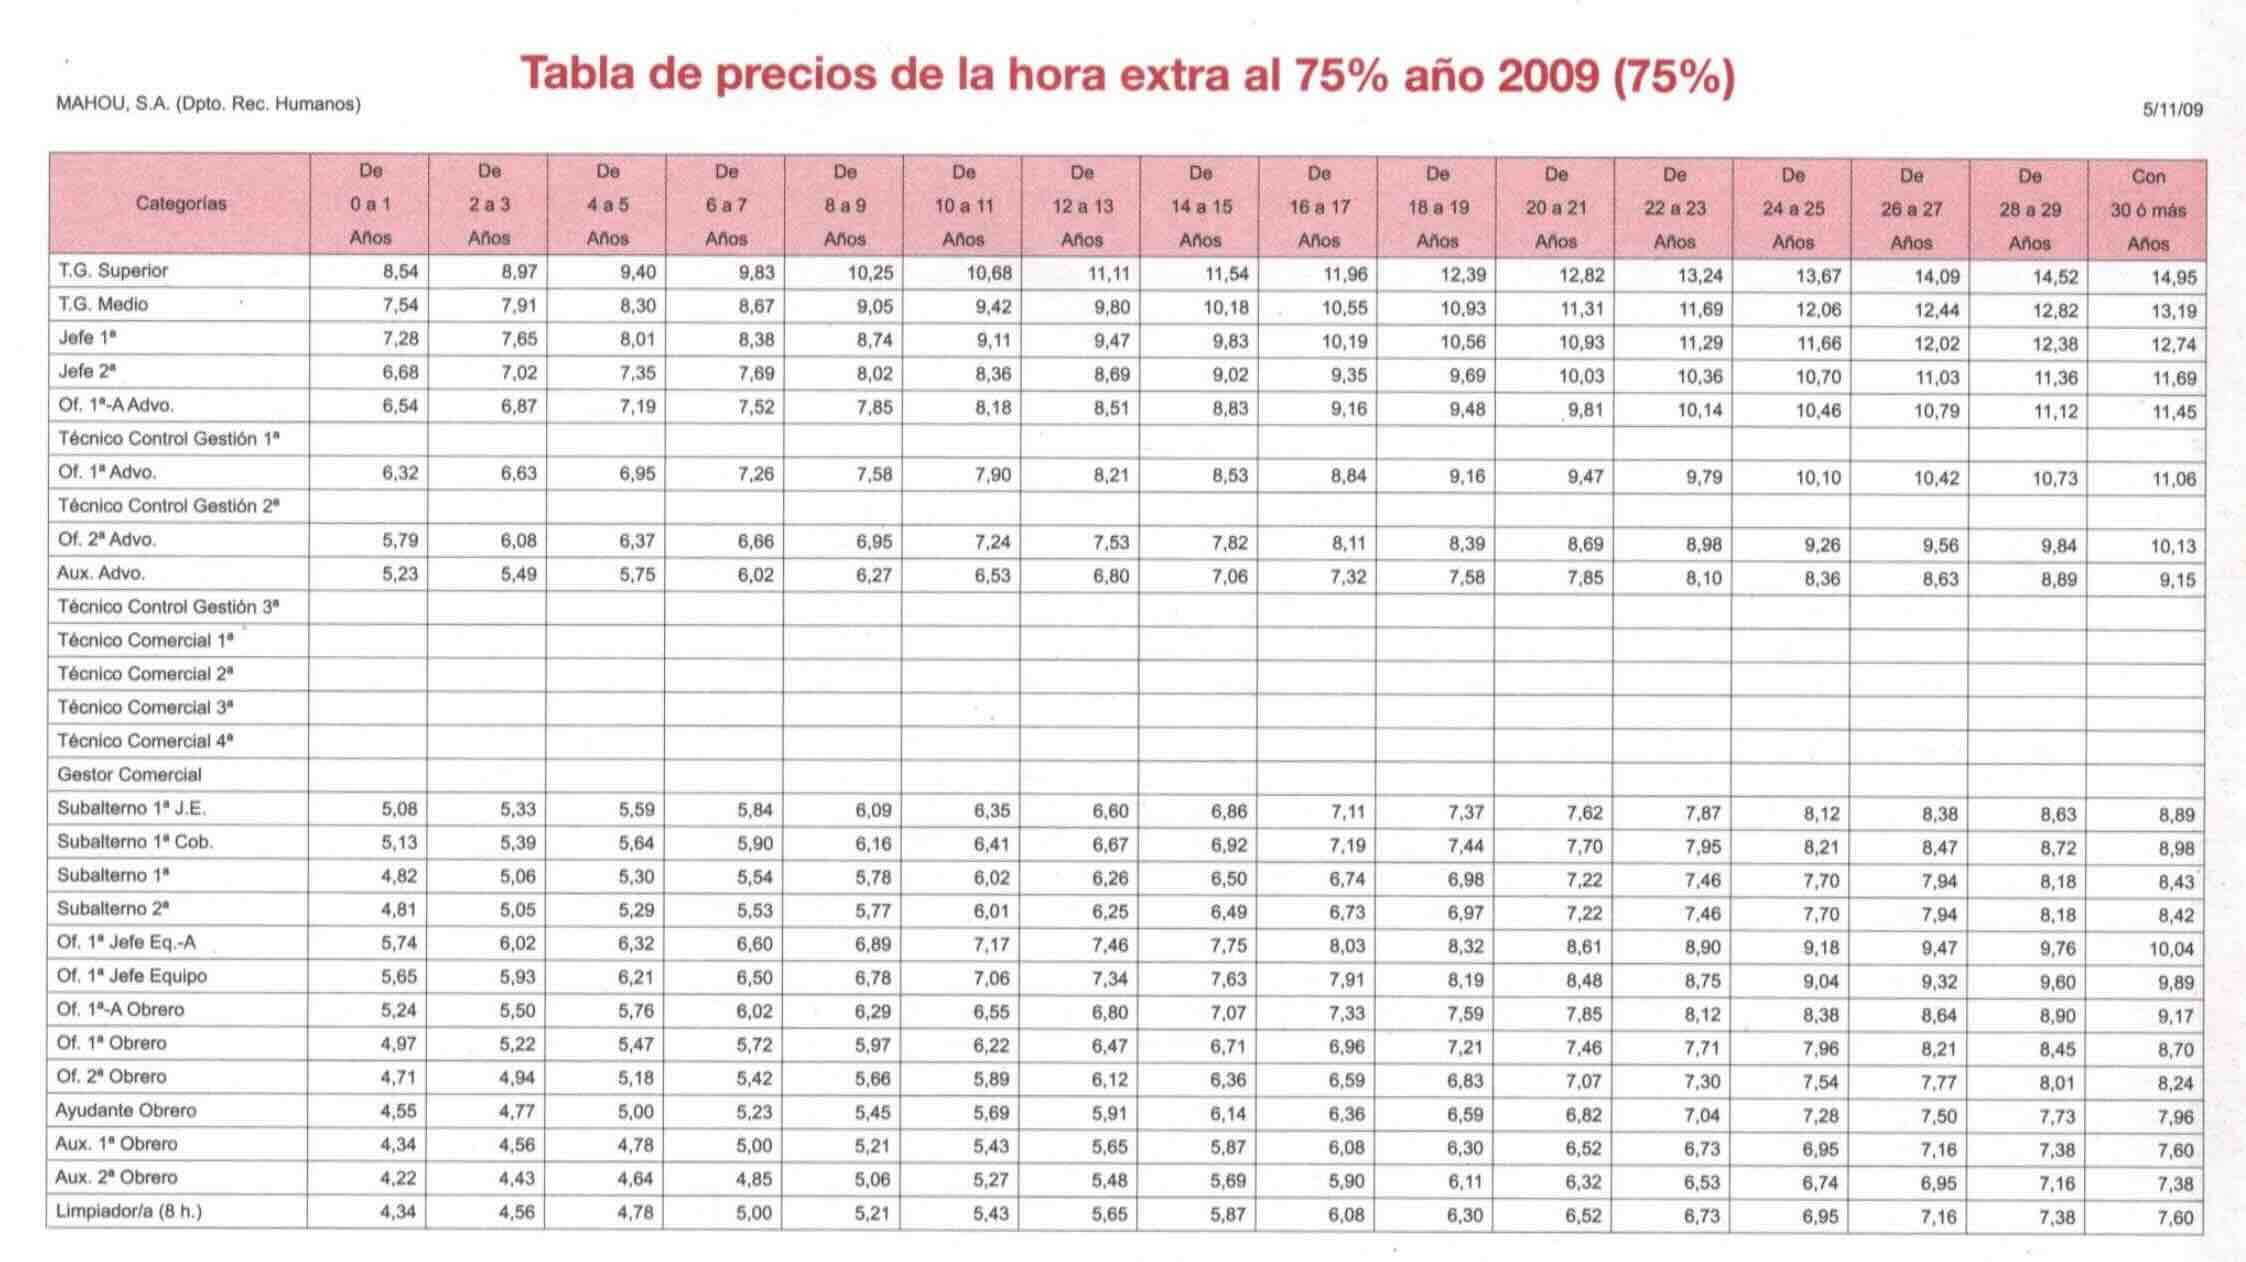 Tabla de precios de la hora extra al 75% año 2009 (75%)
MAHOU, S.A. (Dpto. Rec. Humanos)
5/11/09
Categorías De 0 a 1 Años De 2 a 3 Años De 4 a 5 Años De 6 a 7 Años De 8 a 9 Años De 10 a 11 Años De 12 a 13 Años De 14 a 15 Años De 16 a 17 Años De 18 a 19 Años De 20 a 21 Años De 22 a 23 Años De 24 a 25 Años De 26 a 27 Años De 28 a 29 Años Con 30 ó más Años
T.G. Superior 8,54 8,97 9,40 9,83 10,25 10,68 11,11 11,54 11,96 12,39 12,82 13,24 13,67 14,09 14,52 14,95
T.G. Medio 7,54 7,91 8,30 8,67 9,05 9,42 9,80 10,18 10,55 10,93 11,31 11,69 12,06 12,44 12,82 13,19
Jefe 1ª 7,28 7,65 8,01 8,38 8,74 9,11 9,47 9,83 10,19 10,56 10,93 11,29 11,66 12,02 12,38 12,74
Jefe 2ª 6,68 7,02 7,35 7,69 8,02 8,36 8,69 9,02 9,35 9,69 10,03 10,36 10,70 11,03 11,36 11,69
Of. 1ª-A Advo. 6,54 6,87 7,19 7,52 7,85 8,18 8,51 8,83 9,16 9,48 9,81 10,14 10,46 10,79 11,12 11,45
Técnico Control Gestión 1ª
Of. 1ª Advo. 6,32 6,63 6,95 7,26 7,58 7,90 8,21 8,53 8,84 9,16 9,47 9,79 10,10 10,42 10,73 11,06
Técnico Control Gestión 2ª
Of. 2ª Advo. 5,79 6,08 6,37 6,66 6,95 7,24 7,53 7,82 8,11 8,39 8,69 8,98 9,26 9,56 9,84 10,13
Aux. Advo. 5,23 5,49 5,75 6,02 6,27 6,53 6,80 7,06 7,32 7,58 7,85 8,10 8,36 8,63 8,89 9,15
Técnico Control Gestión 3ª
Técnico Comercial 1ª
Técnico Comercial 2ª
Técnico Comercial 3ª
Técnico Comercial 4ª
Gestor Comercial
Subalterno 1ª J.E. 5,08 5,33 5,59 5,84 6,09 6,35 6,60 6,86 7,11 7,37 7,62 7,87 8,12 8,38 8,63 8,89
Subalterno 1ª Cob. 5,13 5,39 5,64 5,90 6,16 6,41 6,67 6,92 7,19 7,44 7,70 7,95 8,21 8,47 8,72 8,98
Subalterno 1ª 4,82 5,06 5,30 5,54 5,78 6,02 6,26 6,50 6,74 6,98 7,22 7,46 7,70 7,94 8,18 8,43
Subalterno 2ª 4,81 5,05 5,29 5,53 5,77 6,01 6,25 6,49 6,73 6,97 7,22 7,46 7,70 7,94 8,18 8,42
Of. 1ª Jefe Eq.-A 5,74 6,02 6,32 6,60 6,89 7,17 7,46 7,75 8,03 8,32 8,61 8,90 9,18 9,47 9,76 10,04
Of. 1ª Jefe Equipo 5,65 5,93 6,21 6,50 6,78 7,06 7,34 7,63 7,91 8,19 8,48 8,75 9,04 9,32 9,60 9,89
Of. 1ª-A Obrero 5,24 5,50 5,76 6,02 6,29 6,55 6,80 7,07 7,33 7,59 7,85 8,12 8,38 8,64 8,90 9,17
Of. 1ª Obrero 4,97 5,22 5,47 5,72 5,97 6,22 6,47 6,71 6,96 7,21 7,46 7,71 7,96 8,21 8,45 8,70
Of. 2ª Obrero 4,71 4,94 5,18 5,42 5,66 5,89 6,12 6,36 6,59 6,83 7,07 7,30 7,54 7,77 8,01 8,24
Ayudante Obrero 4,55 4,77 5,00 5,23 5,45 5,69 5,91 6,14 6,36 6,59 6,82 7,04 7,28 7,50 7,73 7,96
Aux. 1ª Obrero 4,34 4,56 4,78 5,00 5,21 5,43 5,65 5,87 6,08 6,30 6,52 6,73 6,95 7,16 7,38 7,60
Aux. 2ª Obrero 4,22 4,43 4,64 4,85 5,06 5,27 5,48 5,69 5,90 6,11 6,32 6,53 6,74 6,95 7,16 7,38
Limpiador/a (8 h.) 4,34 4,56 4,78 5,00 5,21 5,43 5,65 5,87 6,08 6,30 6,52 6,73 6,95 7,16 7,38 7,60